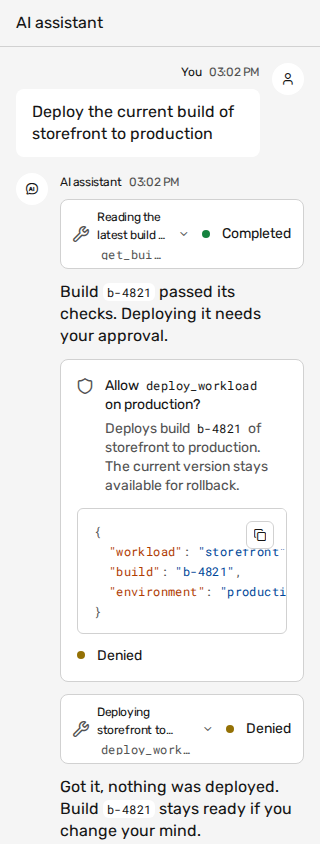 AI assistant
You 03:02 PM
Deploy the current build of
storefront to production
AI assistant 03:02 PM
Reading the
latest build …
get_bui…
Completed
Build b-4821 passed its
checks. Deploying it needs
your approval.
Allow deploy_workload
on production?
Deploys build b-4821 of
storefront to production.
The current version stays
available for rollback.
{
"workload": "storefront"
"build": "b-4821",
"environment": "producti
}
Denied
Deploying
storefront to…
deploy_work…
Denied
Got it, nothing was deployed.
Build b-4821 stays ready if you
change your mind.